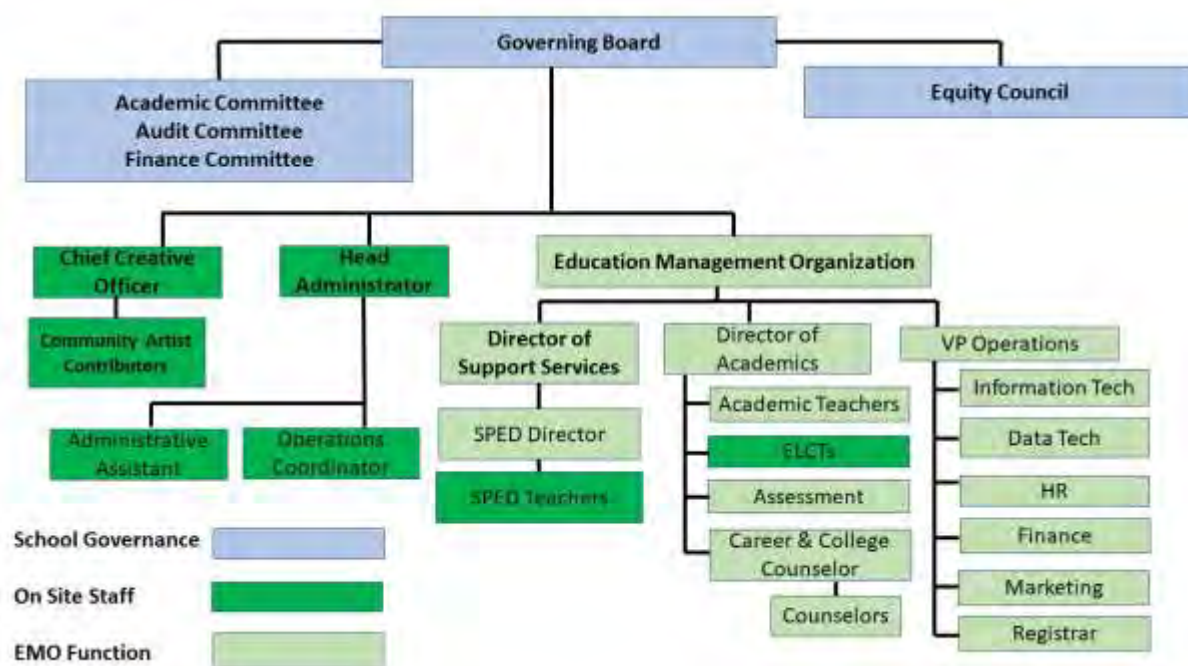 Governing Board
Academic Committee
Audit Committee
Finance Committee
Equity Council
Chief Creative
Officer
Head
Administrator
Education Management Organization
Community Artist
Contributors
Director of
Support Services
Director of
Academics
VP Operations
Administrative
Assistant
Operations
Coordinator
SPED Director
SPED Teachers
Academic Teachers
ELCTs
Assessment
Career & College
Counselor
Counselors
Information Tech
Data Tech
HR
Finance
Marketing
Registrar
School Governance
On Site Staff
EMO Function